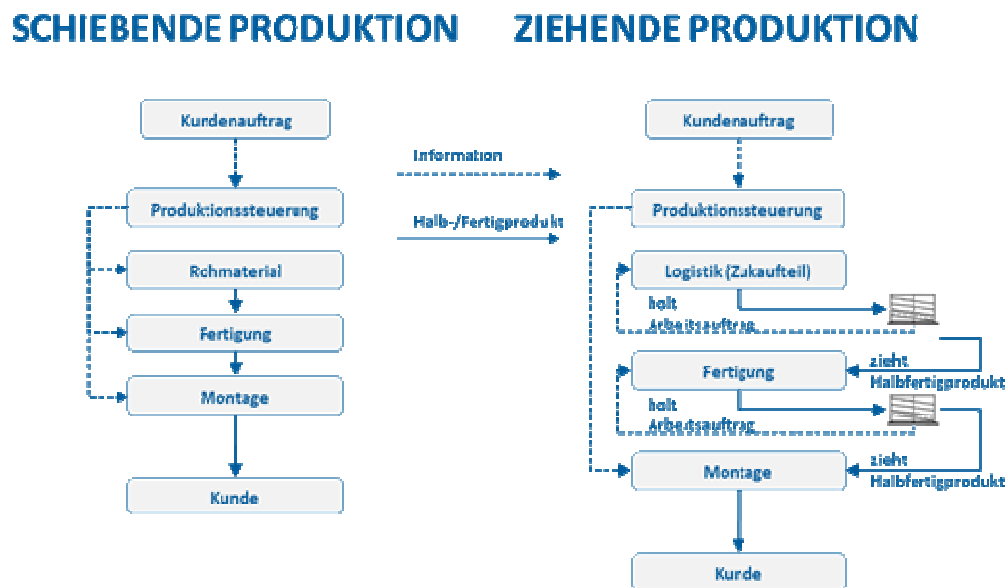 SCHIEBENDE PRODUKTION
Kundenauftrag
Produktionssteuerung
Rohmaterial
Fertigung
Montage
Kunde
Information
Halb-/Fertigprodukt
ZIEHENDE PRODUKTION
Kundenauftrag
Produktionssteuerung
Logistik (Zukaufteil)
holt
Arbeitsauftrag
zieht
Halbfertigprodukt
Fertigung
holt
Arbeitsauftrag
zieht
Halbfertigprodukt
Montage
Kunde